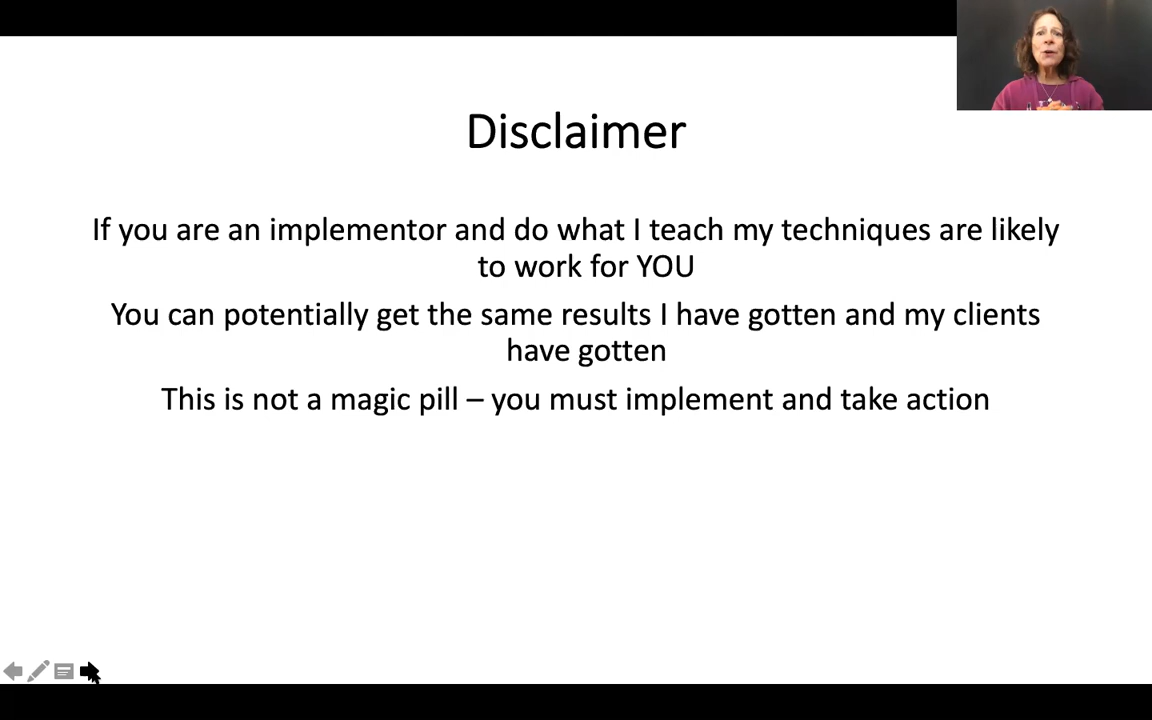 Disclaimer
If you are an implementor and do what I teach my techniques are likely
to work for YOU
You can potentially get the same results I have gotten and my clients
have gotten
This is not a magic pill – you must implement and take action